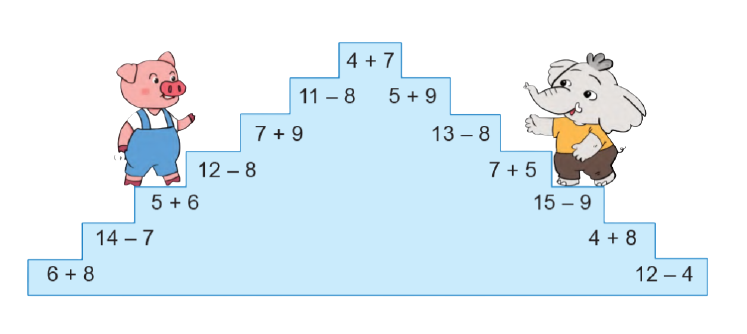 4 + 7
11 – 8 5 + 9
7 + 9 13 – 8
12 – 8 7 + 5
5 + 6 15 – 9
14 – 7 4 + 8
6 + 8 12 – 4